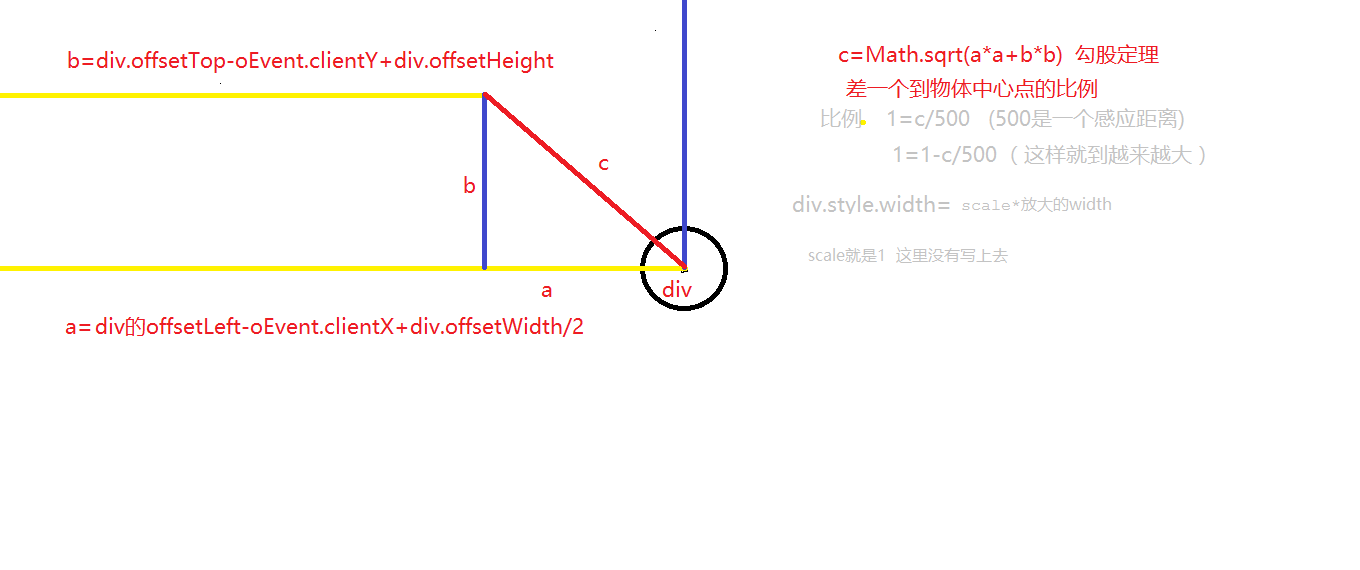 b=div.offsetTop-oEvent.clientY+div.offsetHeight
c=Math.sqrt(a*a+b*b) 勾股定理
差一个到物体中心点的比例
比例 1=c/500 (500是一个感应距离)
1=1-c/500 ( 这样就到越来越大 )
c
b
div.style.width= scale*放大的width
scale就是1 这里没有写上去
a
div
a=div的offsetLeft-oEvent.clientX+div.offsetWidth/2